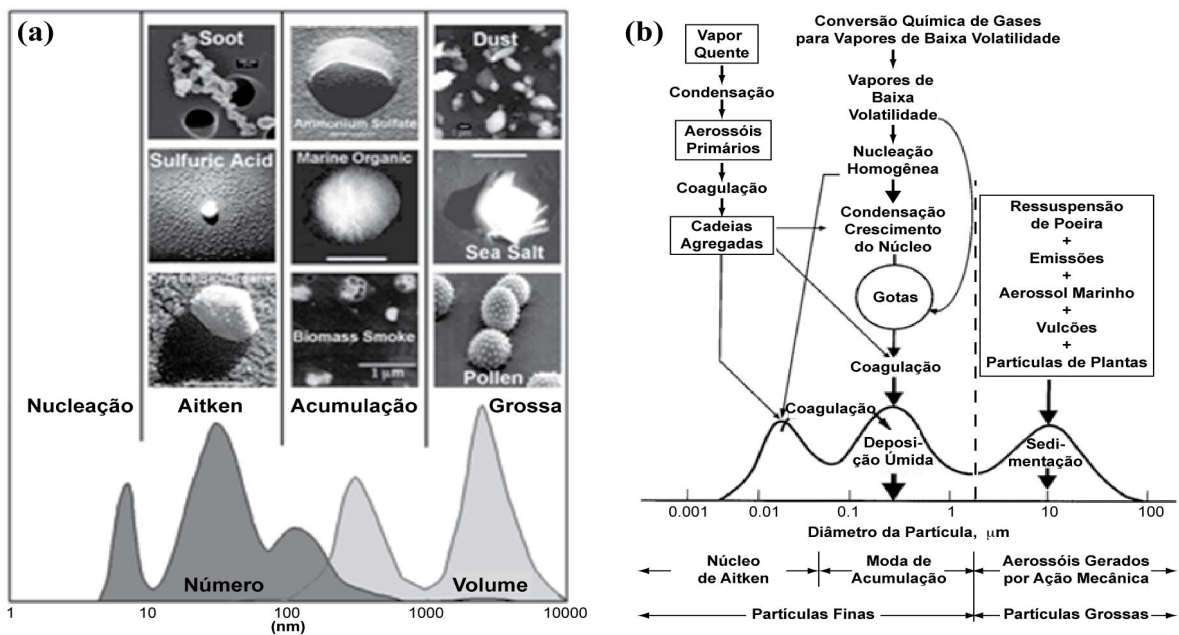 (a)
Soot
Ammonium Sulfate
Dust
Sulfuric Acid
Marine Organic
Sea Salt
Biomass Smoke
1 μm
Pollen
Nucleação
Aitken
Acumulação
Grossa
Número
Volume
1
10
100
1000
10000
(nm)
(b)
Vapor
Quente
Condensação
Aerossóis
Primários
Coagulação
Cadeias
Agregadas
Conversão Química de Gases
para Vapores de Baixa Volatilidade
Vapores de
Baixa
Volatilidade
Nucleação
Homogênea
Condensação
Crescimento
do Núcleo
Gotas
Coagulação
Ressuspensão
de Poeira
+
Emissões
+
Aerossol Marinho
+
Vulcões
+
Partículas de Plantas
Coagulação
Deposi-
ção Úmida
Sedi-
mentação
0.001
0.01
0.1
1
10
100
Diâmetro da Partícula, μm
Núcleo
de Aitken
Moda de
Acumulação
Aerossóis Gerados
por Ação Mecânica
Partículas Finas
Partículas Grossas